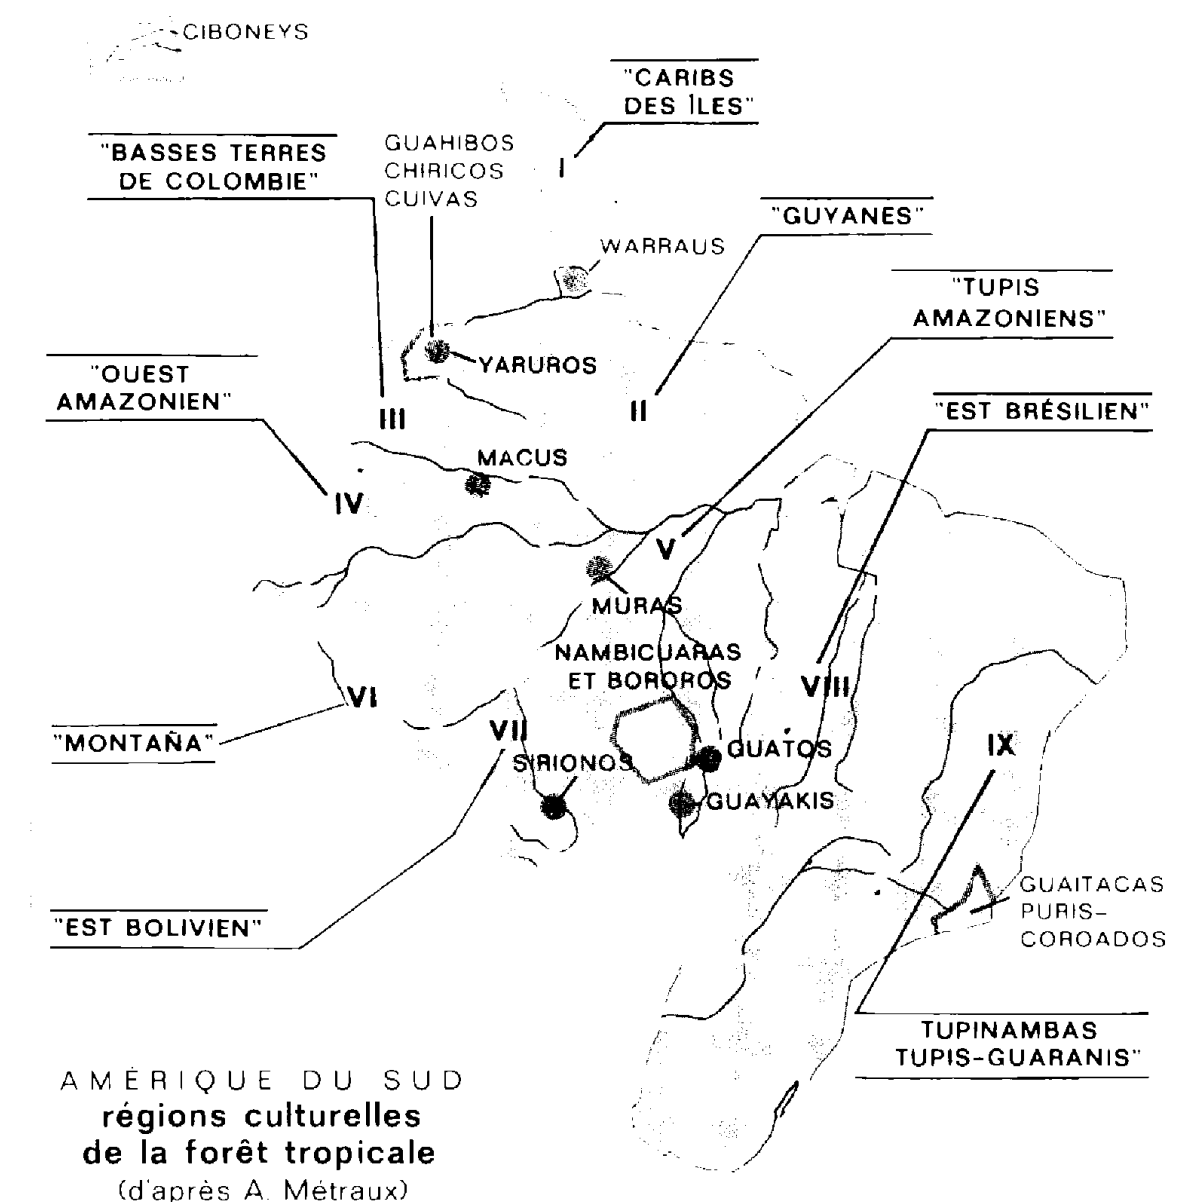 CIBONEYS
"CARIBS
DES ÎLES"
I
"BASSES TERRES
DE COLOMBIE"
GUAHIBOS
CHIRICOS
CUIVAS
"GUYANES"
WARRAUS
"TUPIS
AMAZONIENS"
YARUROS
"OUEST
AMAZONIEN"
III
II
"EST BRÉSILIEN"
MACUS
IV
V
MURAS
NAMBICUARAS
ET BOROROS
VI
VIII
"MONTAÑA"
VII
SIRIONOS
GUATOS
IX
GUAYAKIS
GUAITACAS
PURIS-
COROADOS
"EST BOLIVIEN"
TUPINAMBAS
TUPIS-GUARANIS"
AMÉRIQUE DU SUD
régions culturelles
de la forêt tropicale
(d'après A. Métraux)